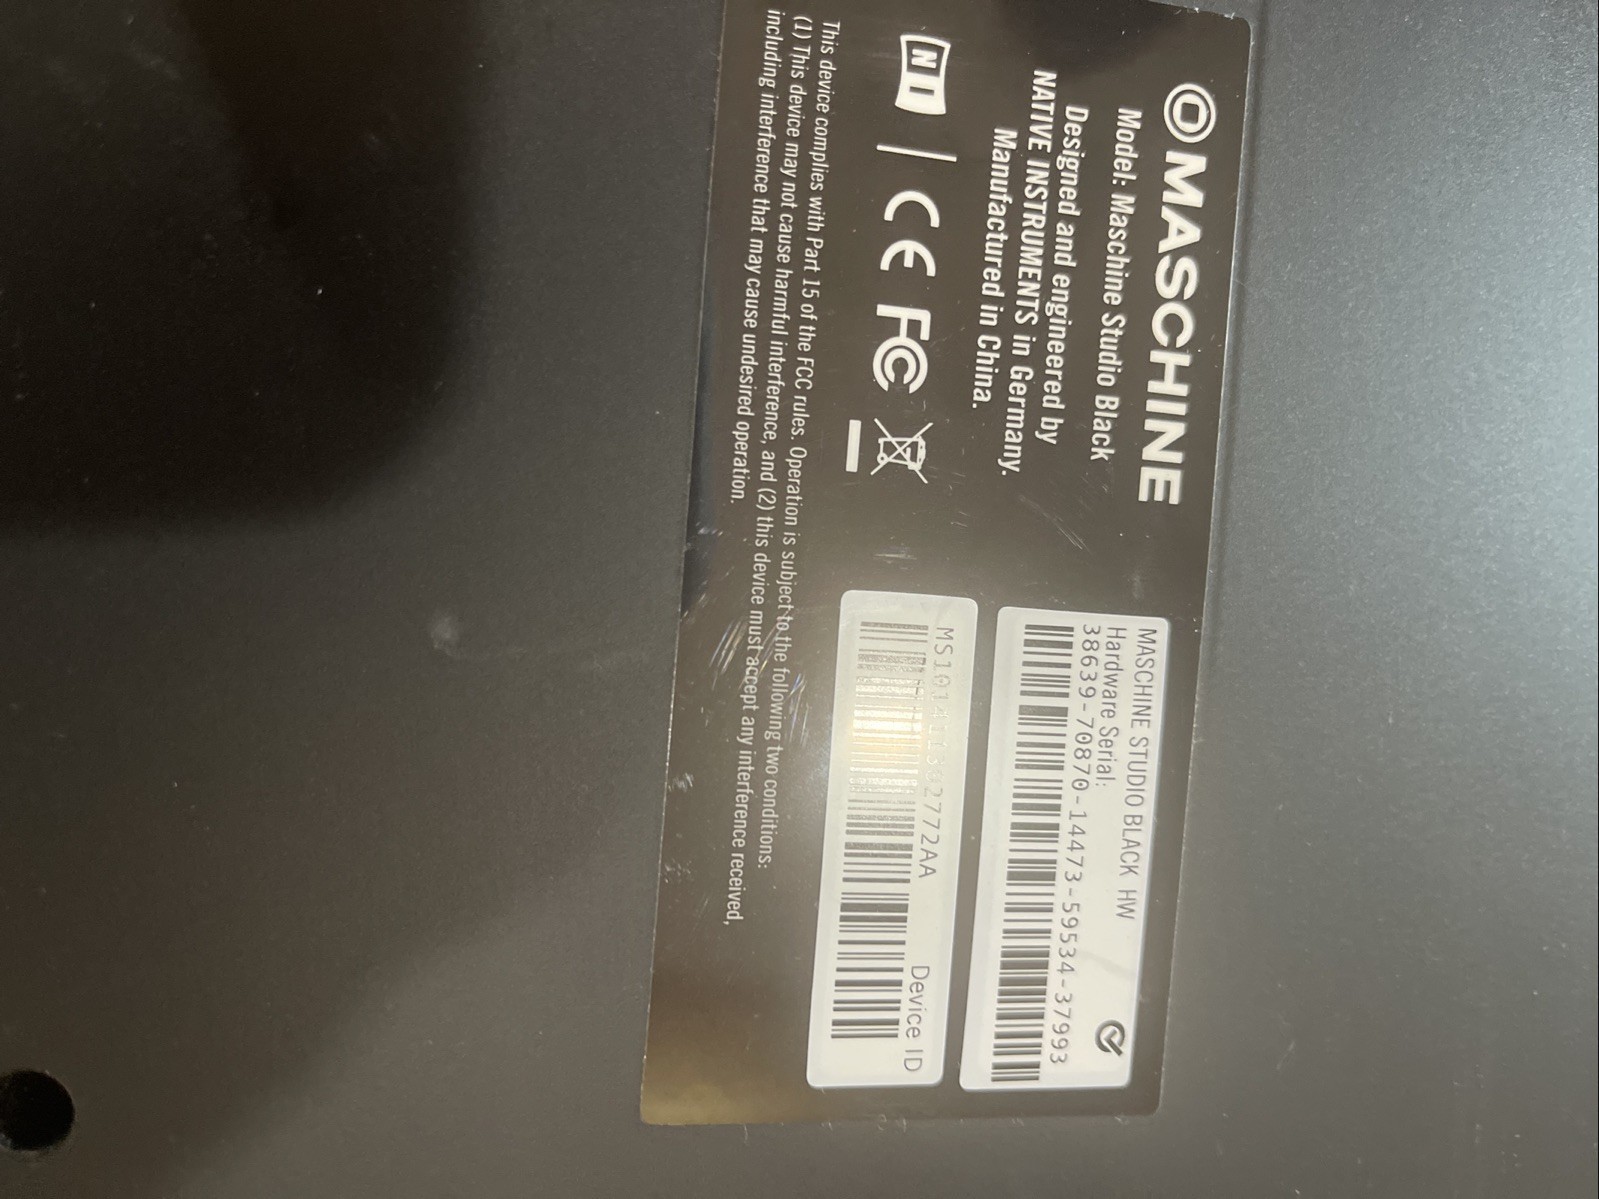 MASCHINE
Model: Maschine Studio Black
Designed and engineered by
NATIVE INSTRUMENTS in Germany.
Manufactured in China.
NI | CE FC
This device complies with Part 15 of the FCC rules. Operation is subject to the following two conditions:
(1) This device may not cause harmful interference, and (2) this device must accept any interference received,
including interference that may cause undesired operation.
MASCHINE STUDIO BLACK HW
Hardware Serial:
38639-70870-14473-59534-37993
Device ID